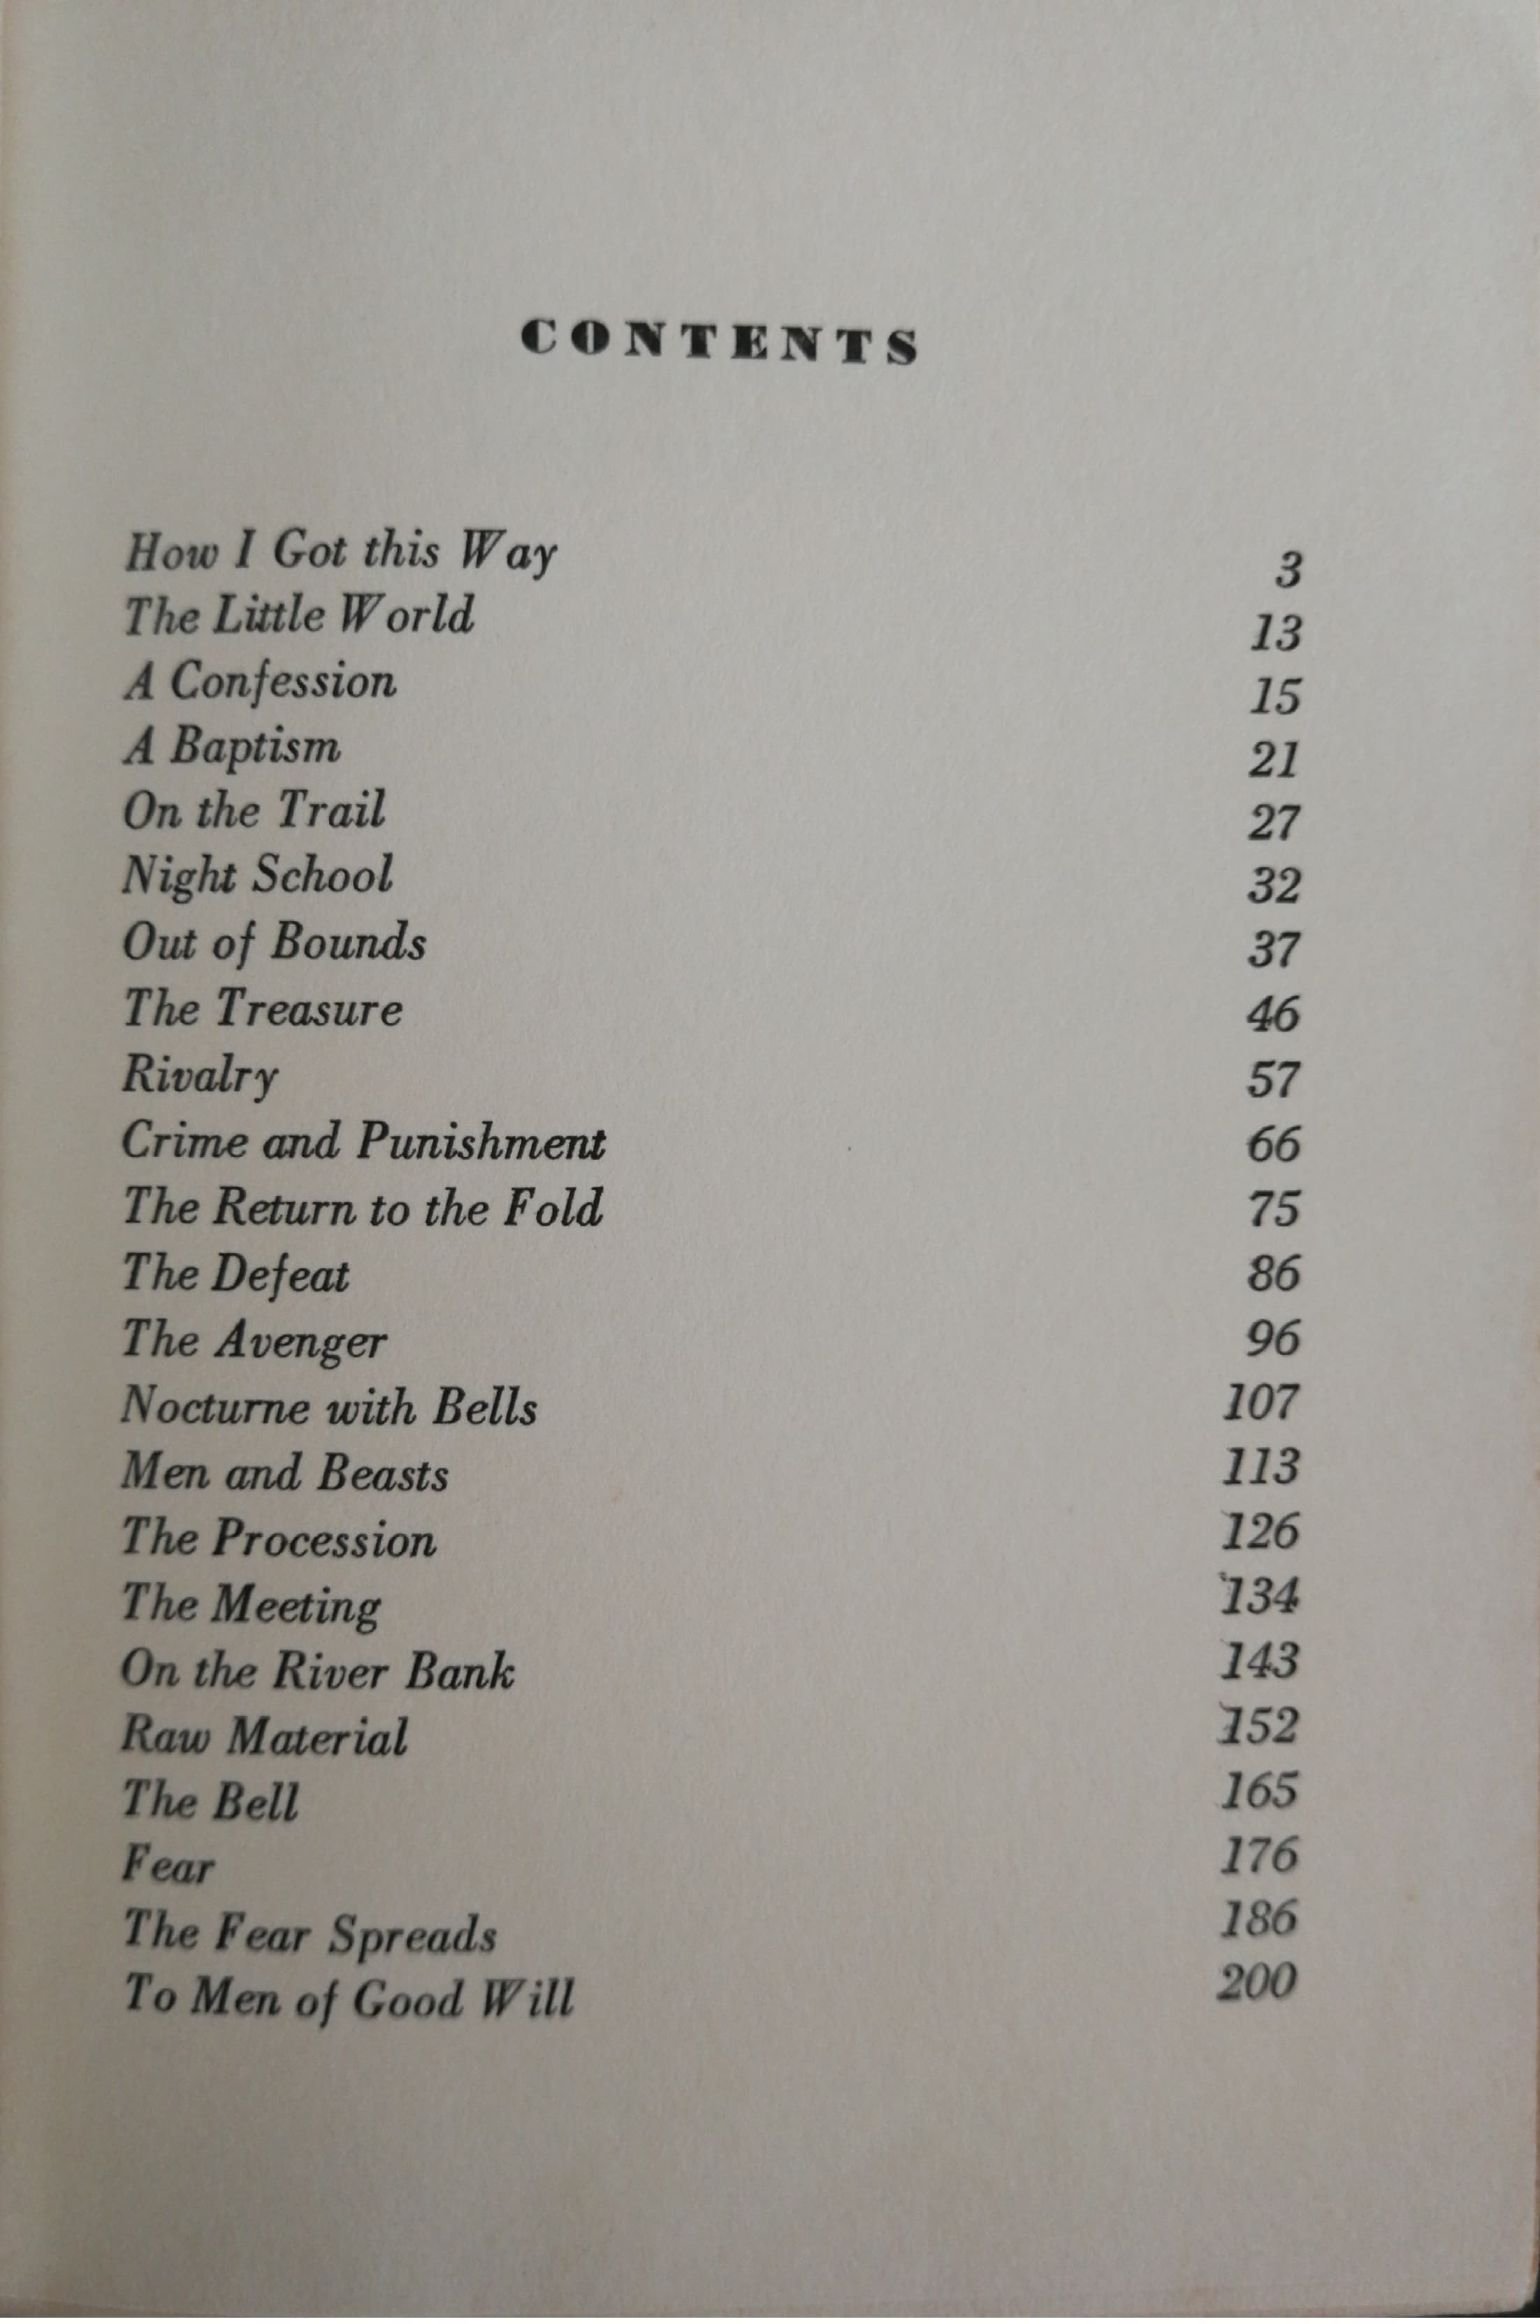 CONTENTS
How I Got this Way 3
The Little World 13
A Confession 15
A Baptism 21
On the Trail 27
Night School 32
Out of Bounds 37
The Treasure 46
Rivalry 57
Crime and Punishment 66
The Return to the Fold 75
The Defeat 86
The Avenger 96
Nocturne with Bells 107
Men and Beasts 113
The Procession 126
The Meeting 134
On the River Bank 143
Raw Material 152
The Bell 165
Fear 176
The Fear Spreads 186
To Men of Good Will 200